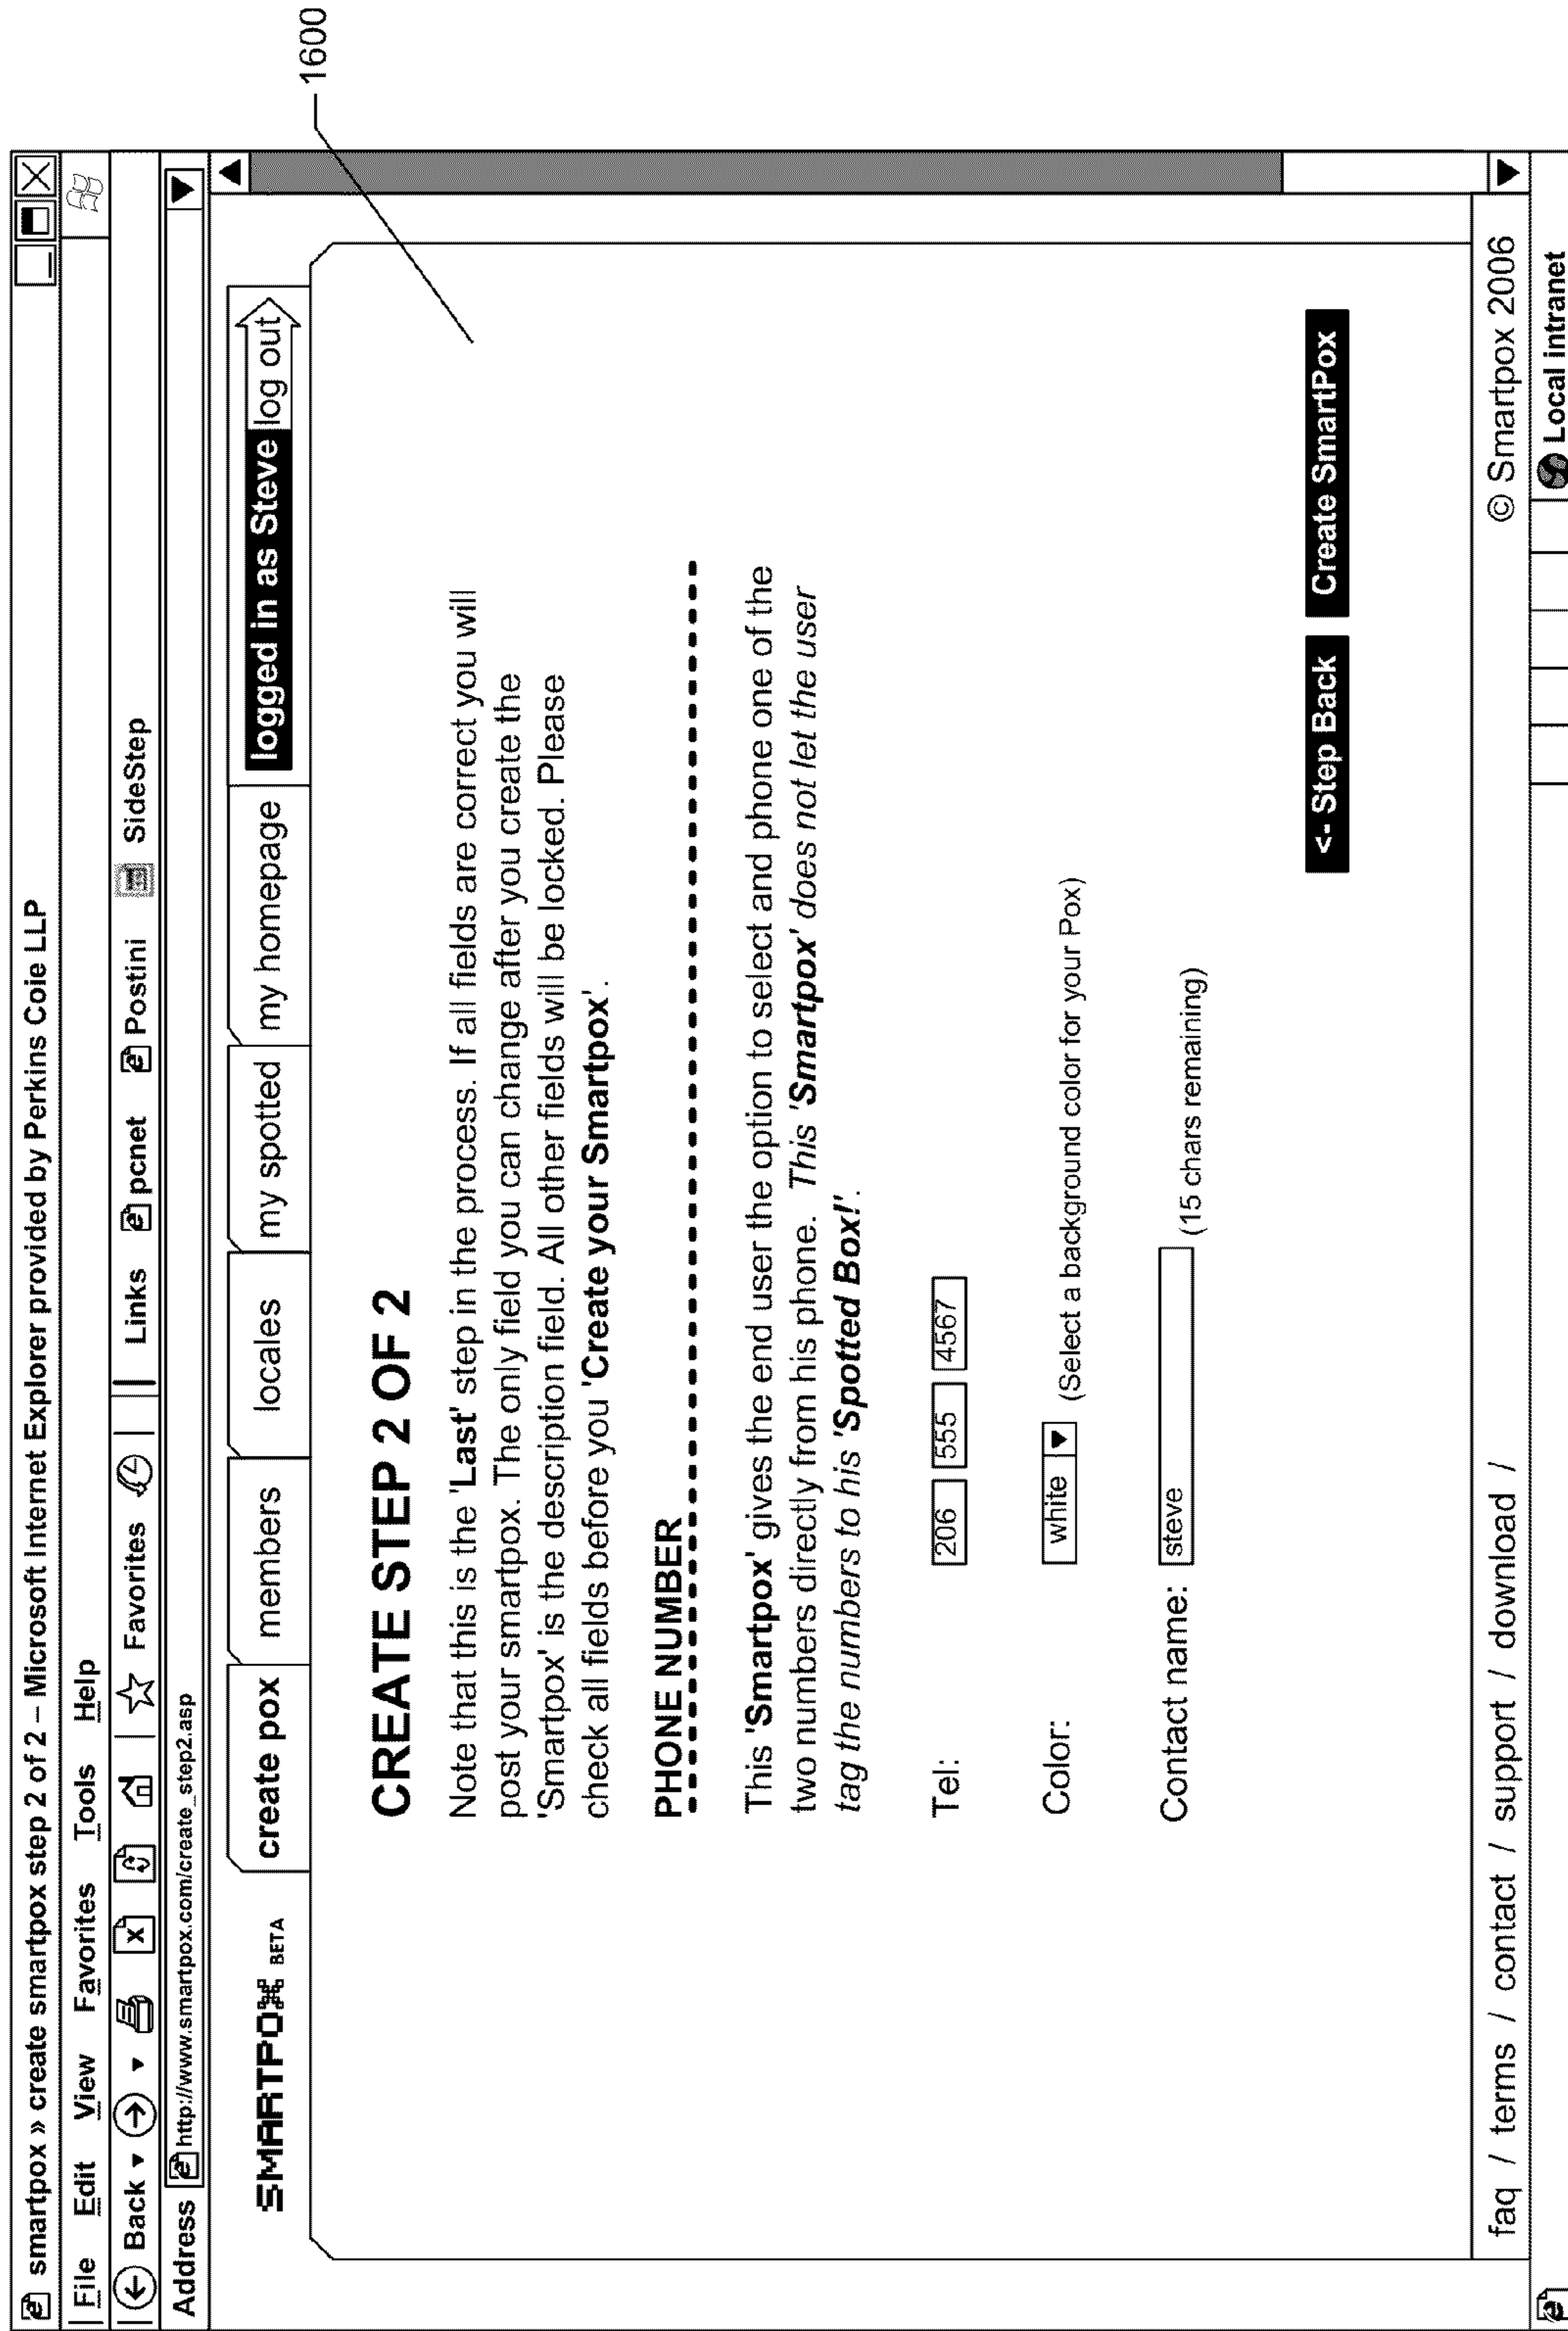 smartpox » create smartpox step 2 of 2 – Microsoft Internet Explorer provided by Perkins Coie LLP
File Edit View Favorites Tools Help
Back Favorites Links pcnet Postini SideStep
Address http://www.smartpox.com/create_step2.asp
SMARTPOX BETA create pox members locales my spotted my homepage logged in as Steve log out
1600
CREATE STEP 2 OF 2
Note that this is the 'Last' step in the process. If all fields are correct you will
post your smartpox. The only field you can change after you create the
'Smartpox' is the description field. All other fields will be locked. Please
check all fields before you 'Create your Smartpox'.
PHONE NUMBER
This 'Smartpox' gives the end user the option to select and phone one of the
two numbers directly from his phone. This 'Smartpox' does not let the user
tag the numbers to his 'Spotted Box!'.
Tel: 206 555 4567
Color: white (Select a background color for your Pox)
Contact name: steve (15 chars remaining)
<- Step Back Create SmartPox
faq / terms / contact / support / download / © Smartpox 2006
Local intranet